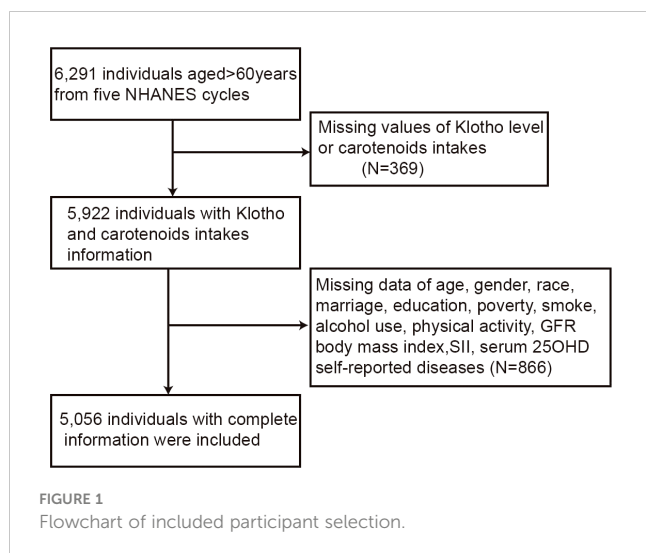 6,291 individuals aged>60years
from five NHANES cycles
Missing values of Klotho level
or carotenoids intakes
(N=369)
5,922 individuals with Klotho
and carotenoids intakes
information
Missing data of age, gender, race,
marriage, education, poverty, smoke,
alcohol use, physical activity, GFR
body mass index,SII, serum 25OHD
self-reported diseases (N=866)
5,056 individuals with complete
information were included
FIGURE 1
Flowchart of included participant selection.